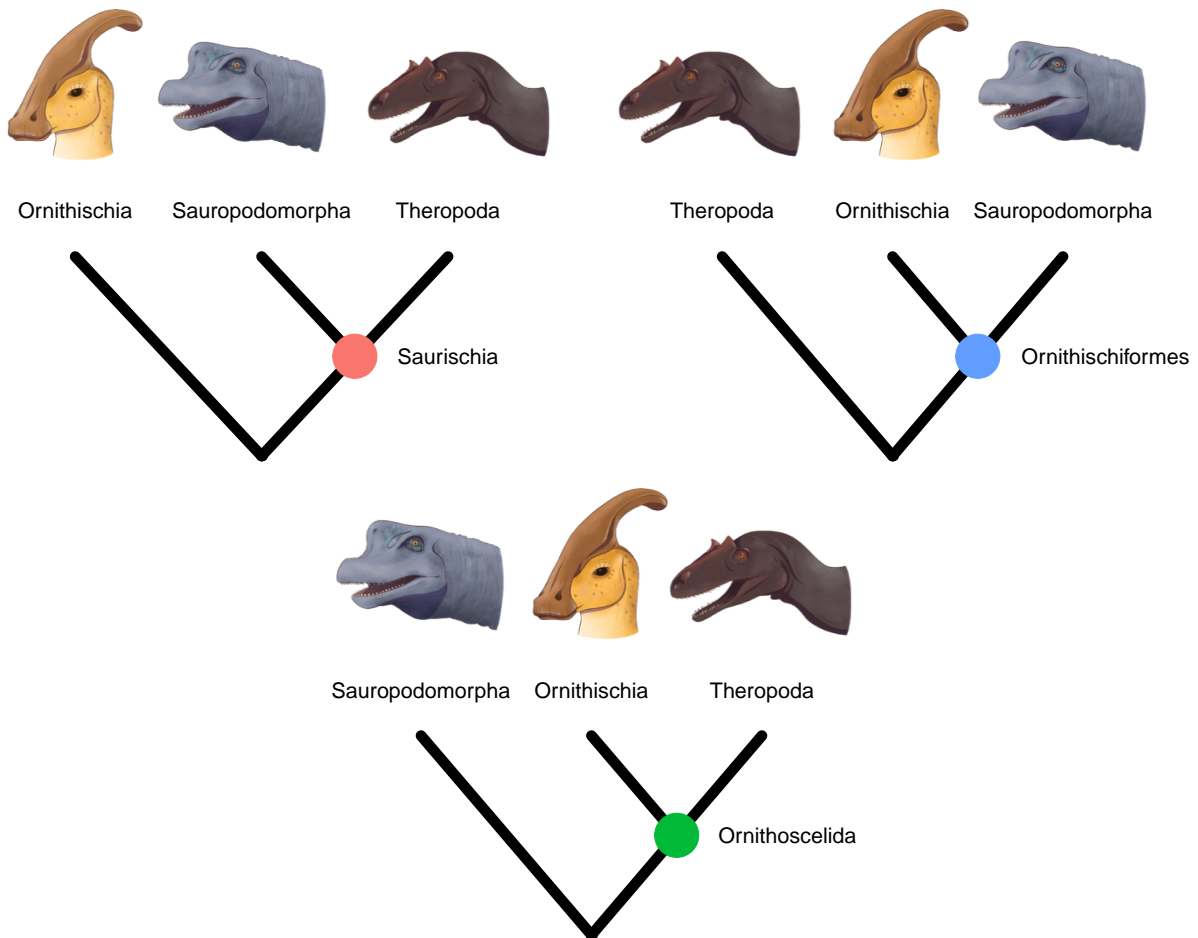 Ornithischia
Sauropodomorpha
Theropoda
Saurischia
Theropoda
Ornithischia
Sauropodomorpha
Ornithischiformes
Sauropodomorpha
Ornithischia
Theropoda
Ornithoscelida